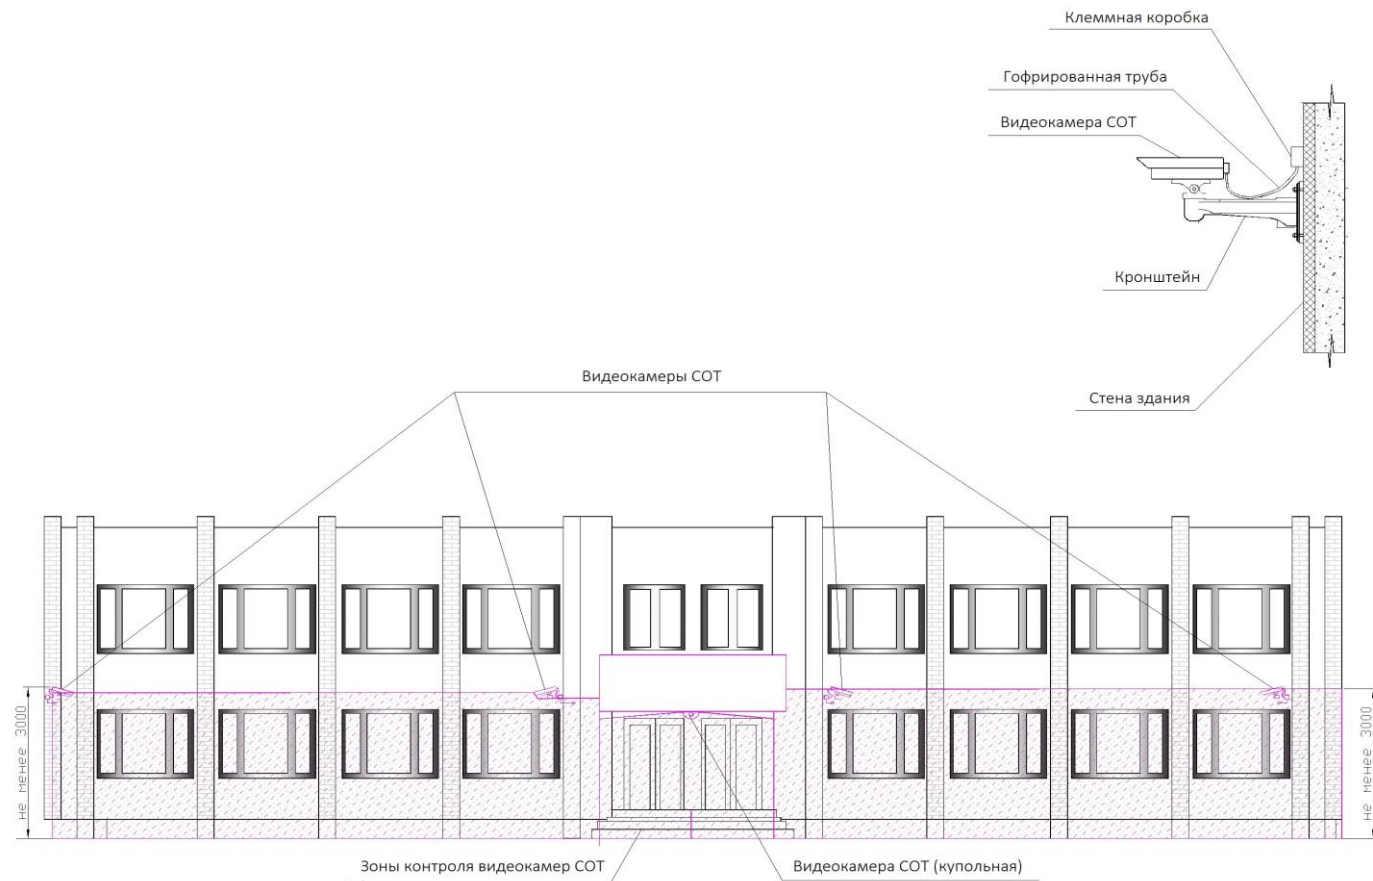 Клеммная коробка
Гофрированная труба
Видеокамера СОТ
Кронштейн
Стена здания
Видеокамеры СОТ
не менее 3000
не менее 3000
Зоны контроля видеокамер СОТ
Видеокамера СОТ (купольная)